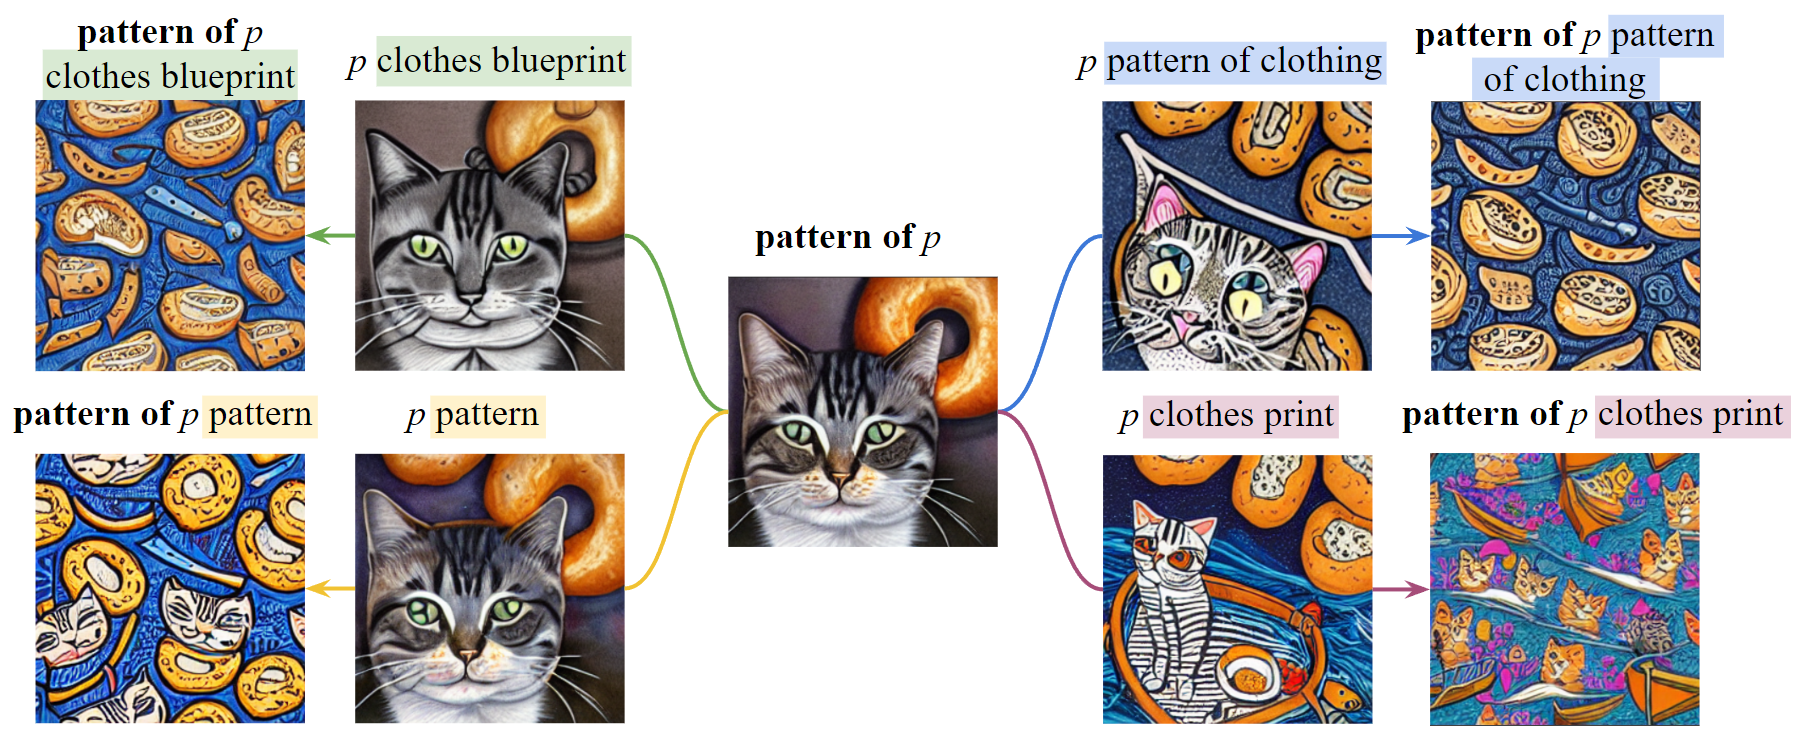 pattern of p
clothes blueprint
p clothes blueprint
p pattern of clothing
pattern of p pattern
of clothing
pattern of p
pattern of p pattern
p pattern
p clothes print
pattern of p clothes print